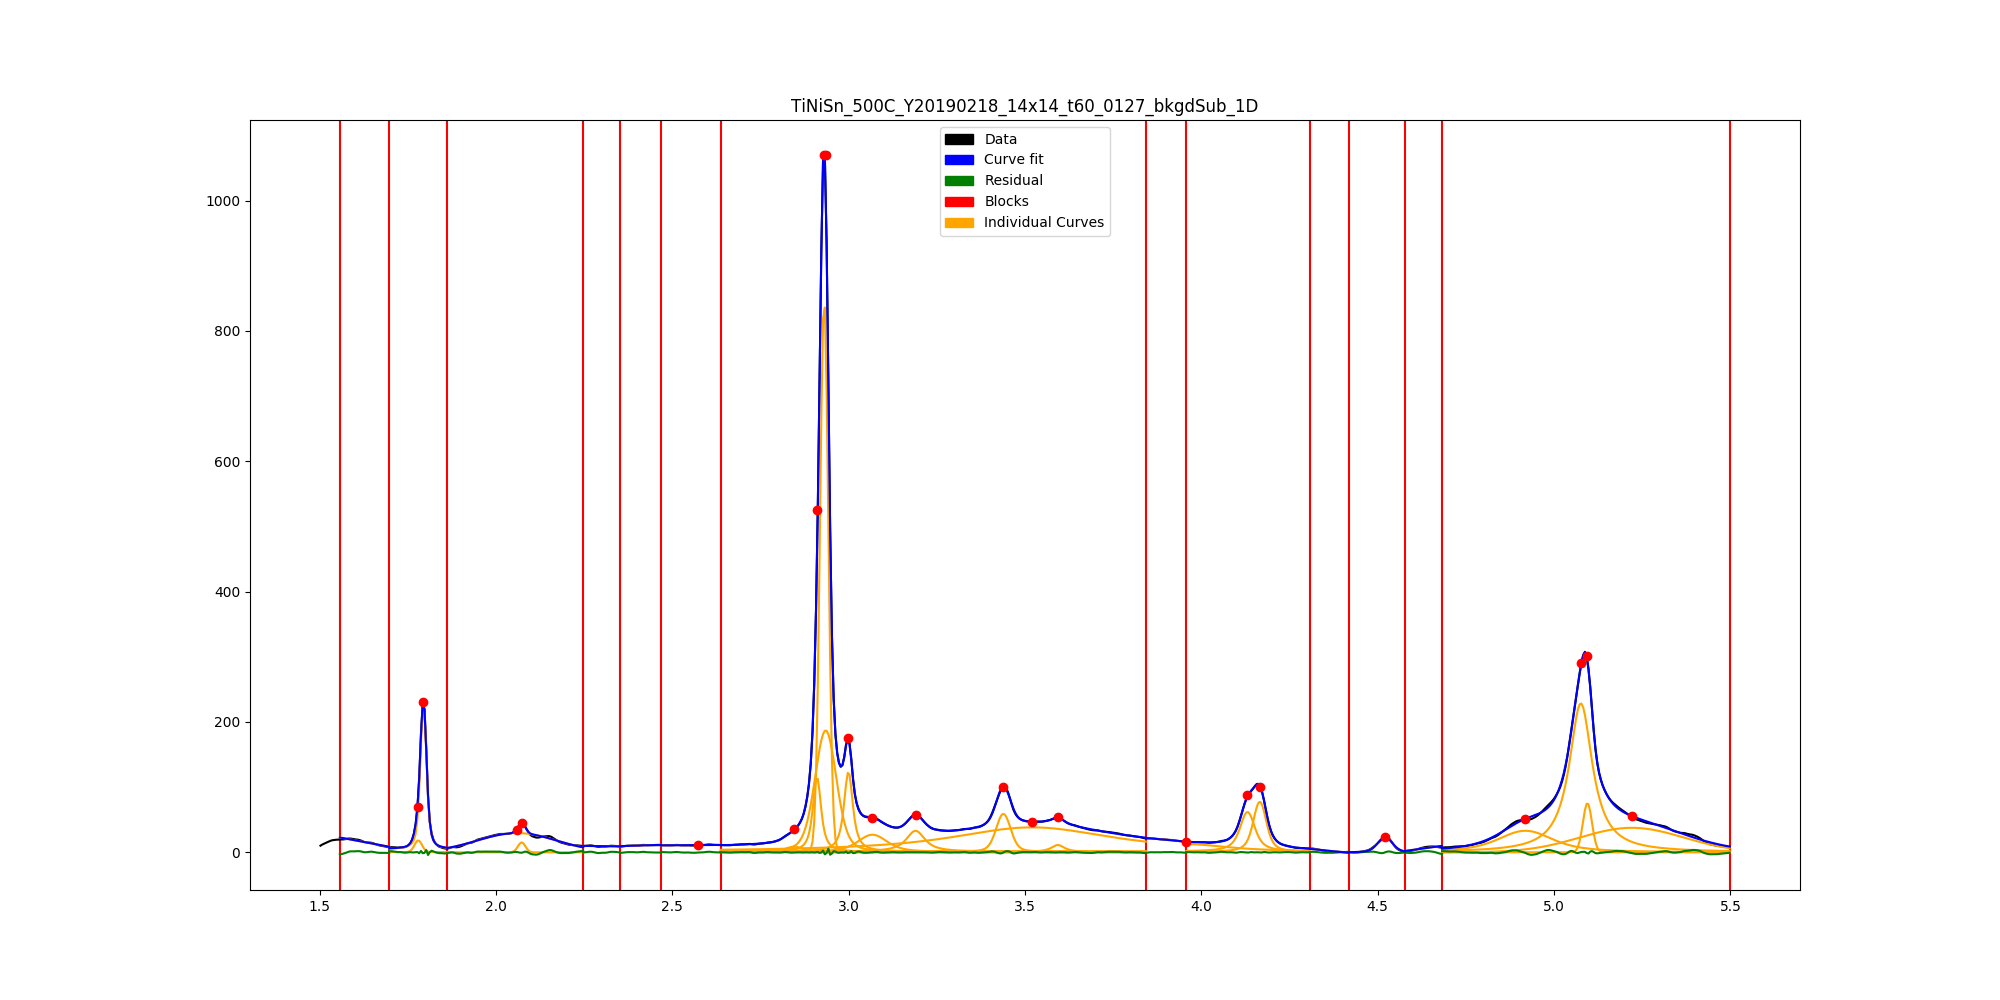 TiNiSn_500C_Y20190218_14x14_t60_0127_bkgdSub_1D
Data
Curve fit
Residual
Blocks
Individual Curves
1000
800
600
400
200
0
1.5 2.0 2.5 3.0 3.5 4.0 4.5 5.0 5.5